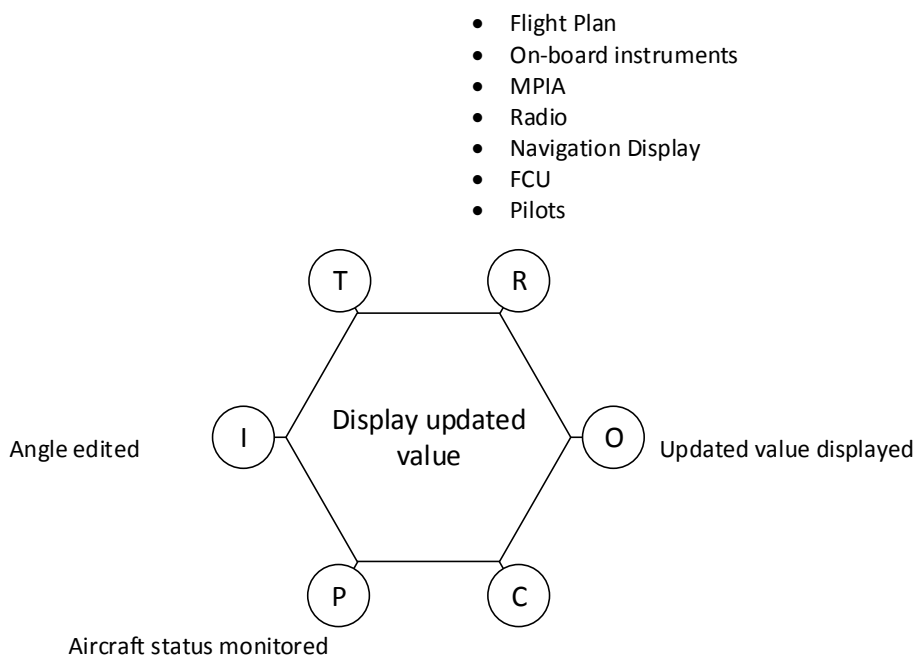 • Flight Plan
• On-board instruments
• MPIA
• Radio
• Navigation Display
• FCU
• Pilots
T
R
Display updated
value
I
O
Angle edited
Updated value displayed
P
C
Aircraft status monitored